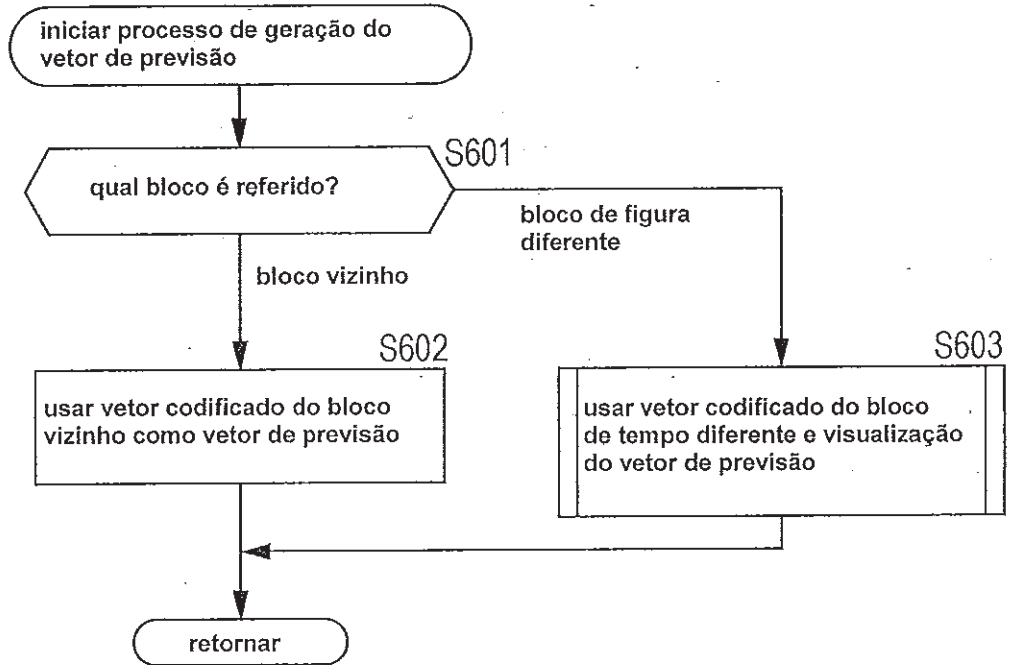 iniciar processo de geração do
vetor de previsão
S601
qual bloco é referido?
bloco de figura
diferente
bloco vizinho
S602
usar vetor codificado do bloco
vizinho como vetor de previsão
S603
usar vetor codificado do bloco
de tempo diferente e visualização
do vetor de previsão
retornar